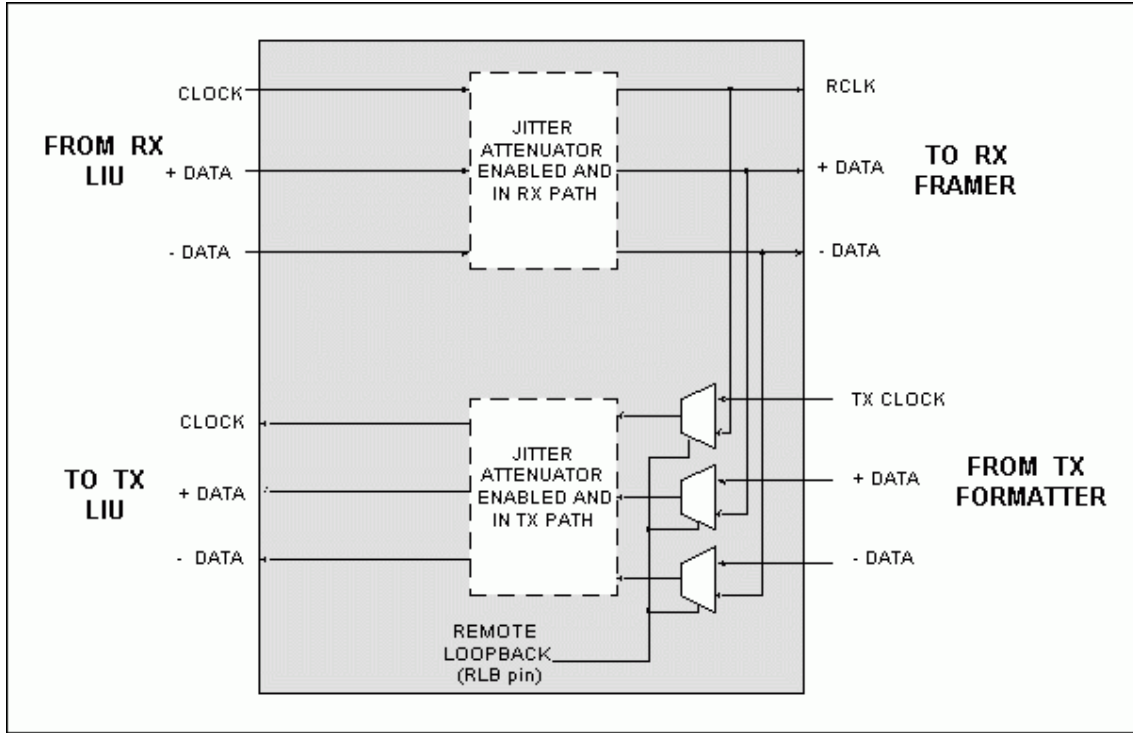 CLOCK
RCLK
FROM RX
LIU
+ DATA
- DATA
JITTER
ATTENUATOR
ENABLED AND
IN RX PATH
+ DATA
TO RX
FRAMER
- DATA
CLOCK
TO TX
LIU
+ DATA
- DATA
JITTER
ATTENUATOR
ENABLED AND
IN TX PATH
TX CLOCK
+ DATA
FROM TX
FORMATTER
- DATA
REMOTE
LOOPBACK
(RLB pin)